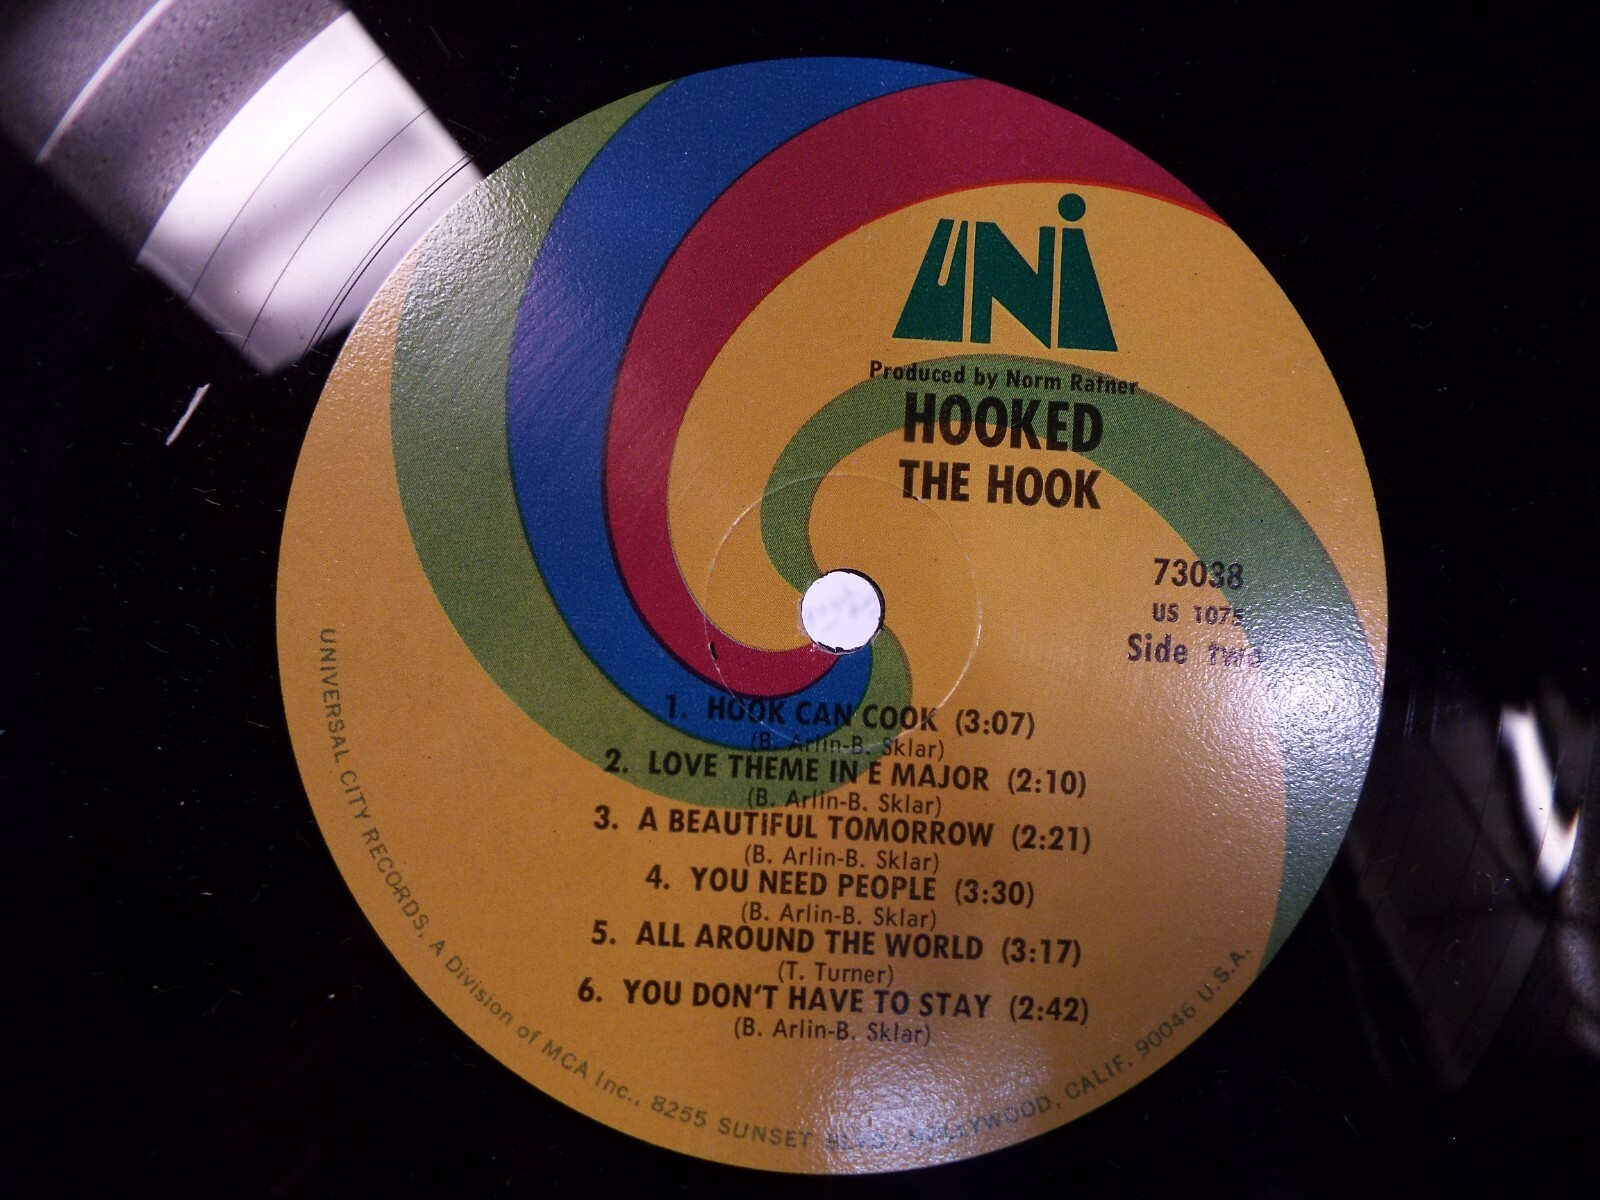 UNi
Produced by Norm Ratner
HOOKED
THE HOOK
73038
US 1075
Side Two
1. HOOK CAN COOK (3:07)
(B. Arlin-B. Sklar)
2. LOVE THEME IN E MAJOR (2:10)
(B. Arlin-B. Sklar)
3. A BEAUTIFUL TOMORROW (2:21)
(B. Arlin-B. Sklar)
4. YOU NEED PEOPLE (3:30)
(B. Arlin-B. Sklar)
5. ALL AROUND THE WORLD (3:17)
(T. Turner)
6. YOU DON'T HAVE TO STAY (2:42)
(B. Arlin-B. Sklar)
UNIVERSAL CITY RECORDS, A Division of MCA Inc., 8255 SUNSET BLVD., HOLLYWOOD, CALIF. 90046 U.S.A.